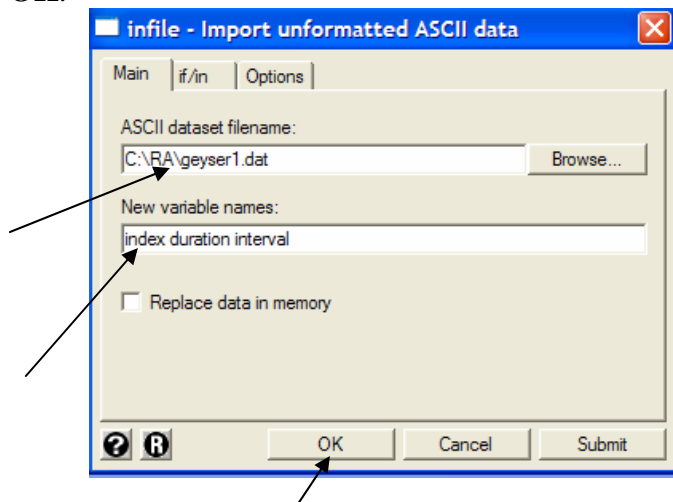 infile - Import unformatted ASCII data
Main if/in Options
ASCII dataset filename:
C:\RA\geyser1.dat Browse...
New variable names:
index duration interval
Replace data in memory
? R OK Cancel Submit